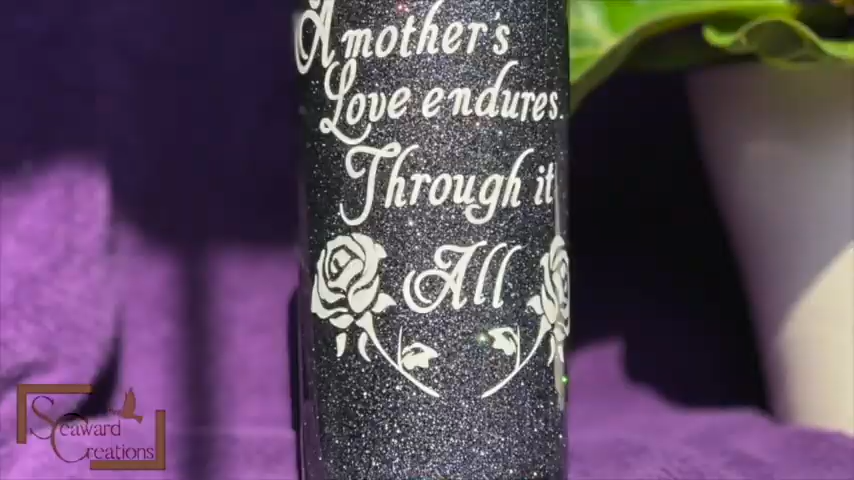 A mother's
Love endures.
Through it
All
Seaward
Creations